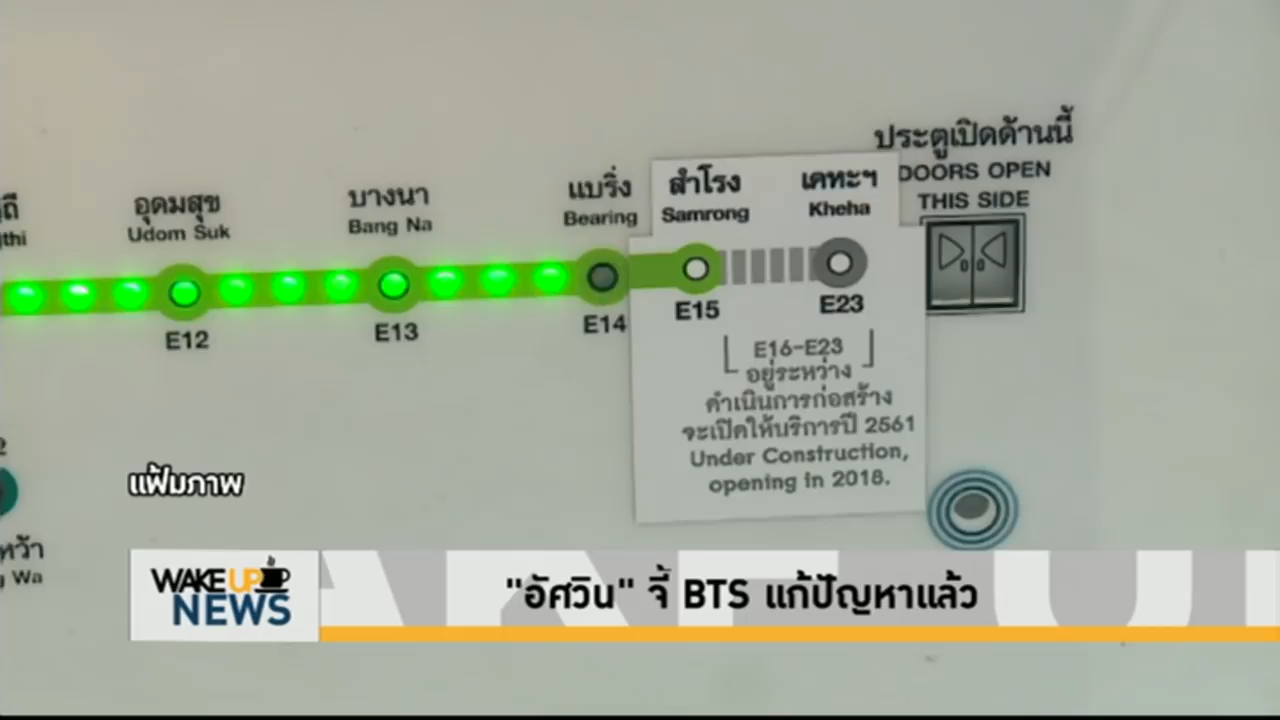 ประตูเปิดด้านนี้
DOORS OPEN
THIS SIDE
อุดมสุข
Udom Suk
บางนา
Bang Na
แบริ่ง
Bearing
สำโรง
Samrong
เคหะฯ
Kheha
E12
E13
E14
E15
E23
E16-E23
อยู่ระหว่าง
ดำเนินการก่อสร้าง
จะเปิดให้บริการปี 2561
Under Construction,
opening in 2018.
แฟ้มภาพ
WAKE UP
NEWS
"อัศวิน" จี้ BTS แก้ปัญหาแล้ว